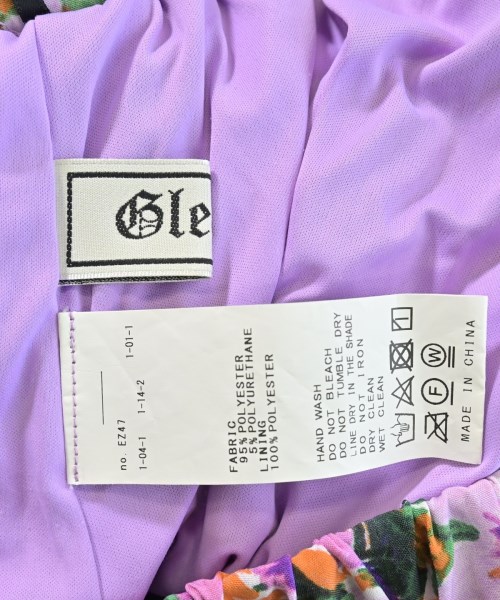 Gle
no. EZ47
1-04-1 1-14-2 1-01-1
FABRIC
95% POLYESTER
5% POLYURETHANE
LINING
100% POLYESTER
HAND WASH
DO NOT BLEACH
DO NOT TUMBLE DRY
LINE DRY IN THE SHADE
DO NOT IRON
DRY CLEAN
WET CLEAN
F W
MADE IN CHINA